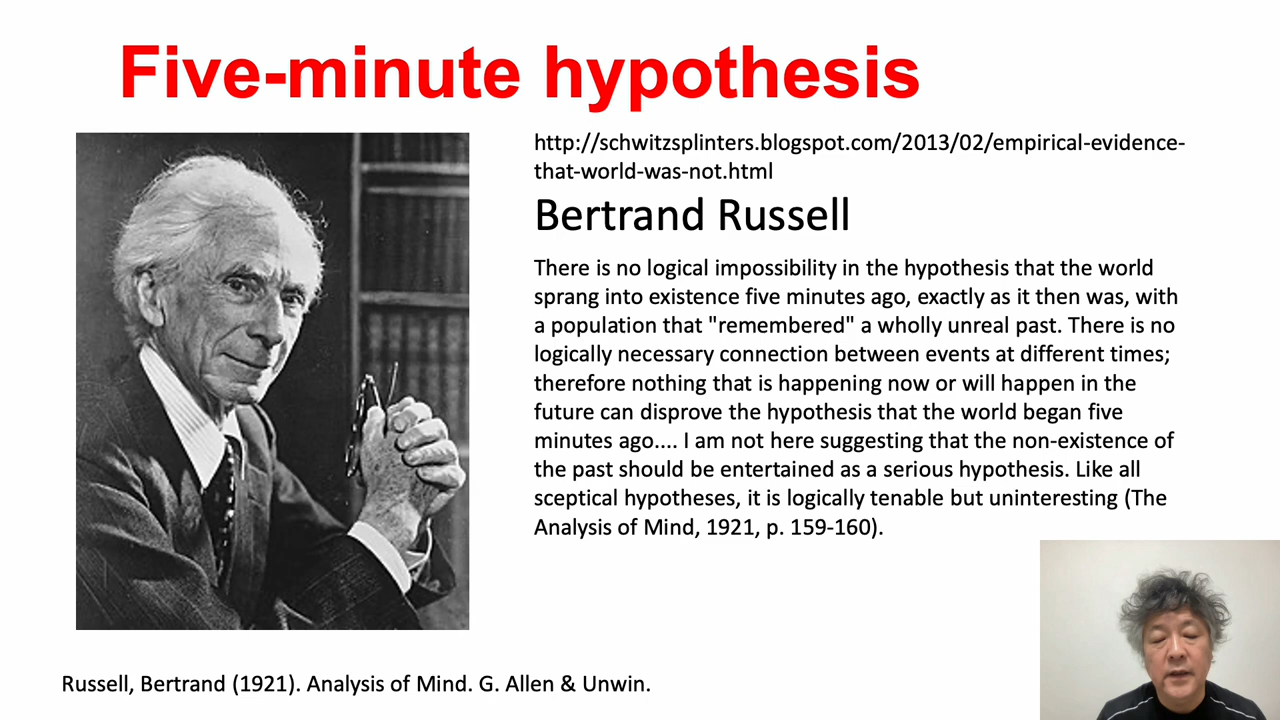 Five-minute hypothesis
http://schwitzsplinters.blogspot.com/2013/02/empirical-evidence-
that-world-was-not.html
Bertrand Russell
There is no logical impossibility in the hypothesis that the world
sprang into existence five minutes ago, exactly as it then was, with
a population that "remembered" a wholly unreal past. There is no
logically necessary connection between events at different times;
therefore nothing that is happening now or will happen in the
future can disprove the hypothesis that the world began five
minutes ago.... I am not here suggesting that the non-existence of
the past should be entertained as a serious hypothesis. Like all
sceptical hypotheses, it is logically tenable but uninteresting (The
Analysis of Mind, 1921, p. 159-160).
Russell, Bertrand (1921). Analysis of Mind. G. Allen & Unwin.